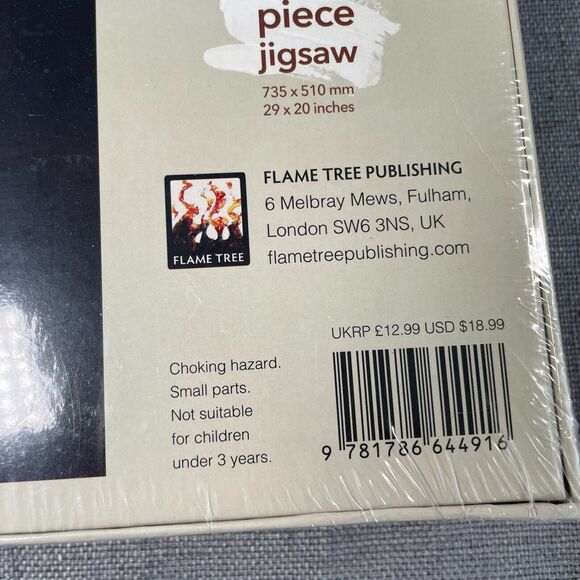 piece
jigsaw
735 x 510 mm
29 x 20 inches
FLAME TREE PUBLISHING
6 Melbray Mews, Fulham,
London SW6 3NS, UK
flametreepublishing.com
FLAME TREE
UKRP £12.99 USD $18.99
Choking hazard.
Small parts.
Not suitable
for children
under 3 years.
9 781786 644916